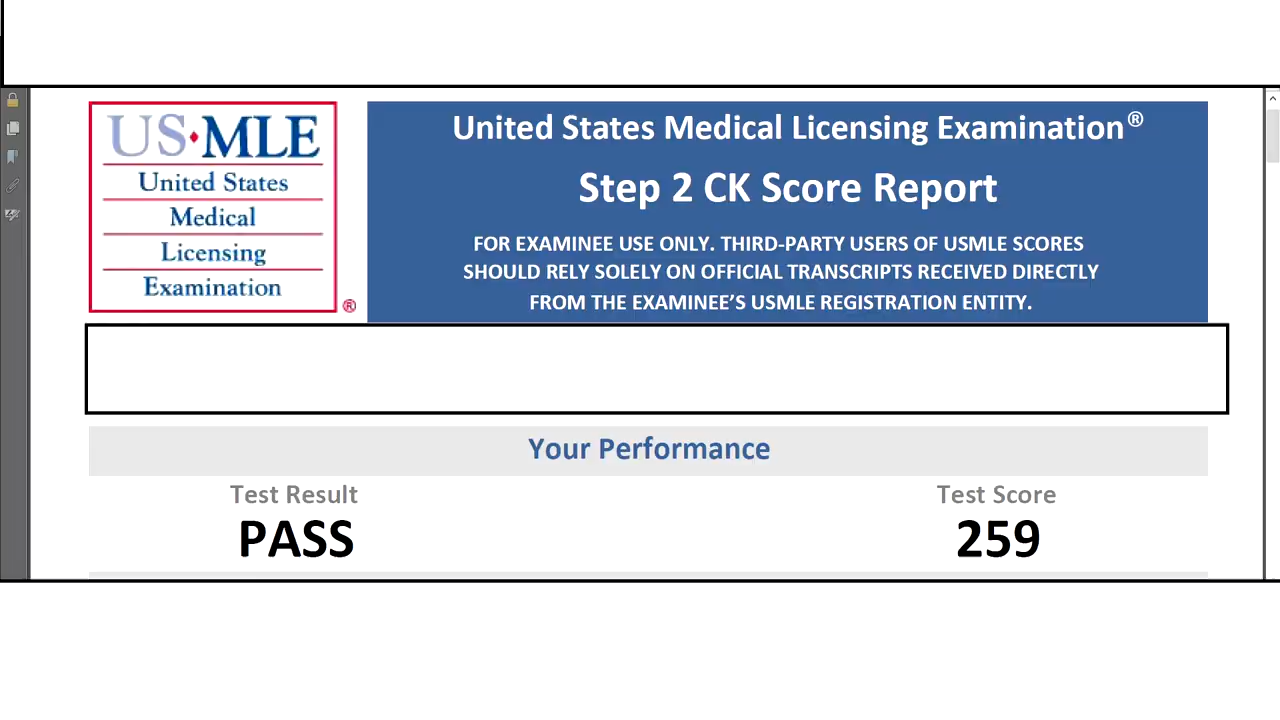 US·MLE
United States
Medical
Licensing
Examination
®
United States Medical Licensing Examination®
Step 2 CK Score Report
FOR EXAMINEE USE ONLY. THIRD-PARTY USERS OF USMLE SCORES
SHOULD RELY SOLELY ON OFFICIAL TRANSCRIPTS RECEIVED DIRECTLY
FROM THE EXAMINEE’S USMLE REGISTRATION ENTITY.
Your Performance
Test Result
Test Score
PASS
259